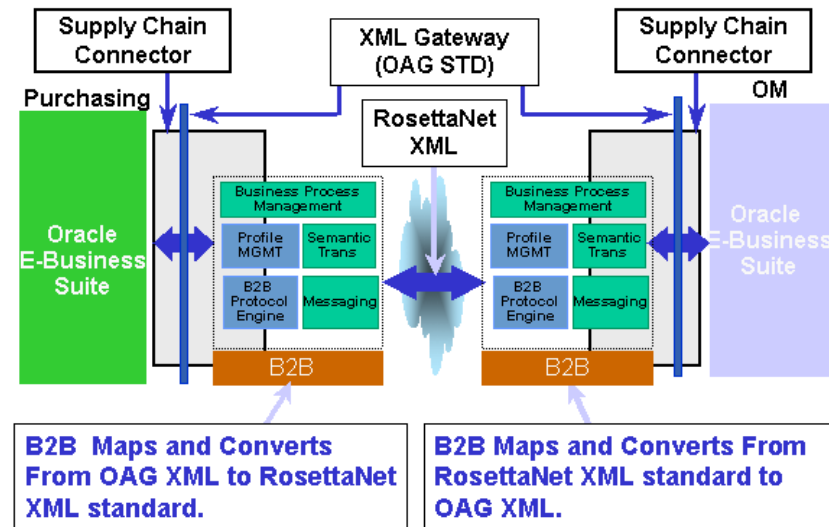 Supply Chain
Connector
XML Gateway
(OAG STD)
Supply Chain
Connector
Purchasing
OM
RosettaNet
XML
Oracle
E-Business
Suite
Business Process
Management
Profile
MGMT
Semantic
Trans
B2B
Protocol
Engine
Messaging
B2B
Business Process
Management
Profile
MGMT
Semantic
Trans
B2B
Protocol
Engine
Messaging
B2B
Oracle
E-Business
Suite
B2B Maps and Converts
From OAG XML to RosettaNet
XML standard.
B2B Maps and Converts From
RosettaNet XML standard to
OAG XML.